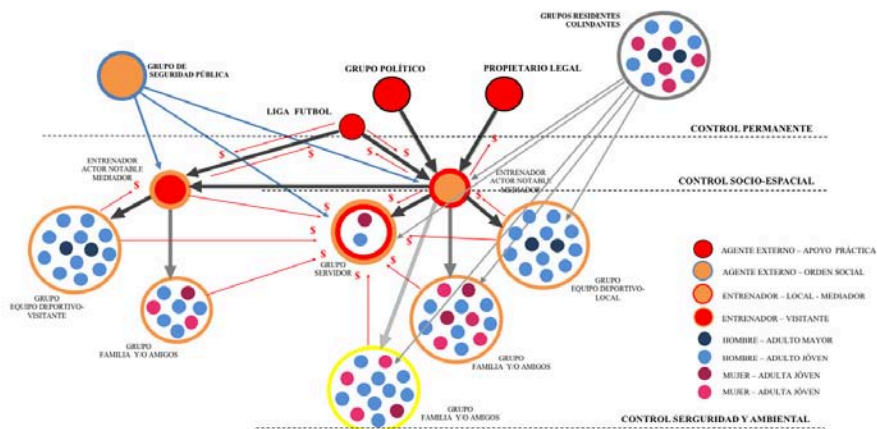 GRUPOS RESIDENTES
COLINDANTES
GRUPO DE
SEGURIDAD PÚBLICA
GRUPO POLÍTICO
PROPIETARIO LEGAL
LIGA FUTBOL
CONTROL PERMANENTE
$
$
$
$
$
$
ENTRENADOR
ACTOR NOTABLE
MEDIADOR
ENTRENADOR
ACTOR NOTABLE
MEDIADOR
CONTROL SOCIO-ESPACIAL
$
$
$
$
$
$
$
$
$
GRUPO
SERVIDOR
GRUPO
EQUIPO DEPORTIVO-
VISITANTE
GRUPO
EQUIPO DEPORTIVO-
LOCAL
GRUPO
FAMILIA Y/O AMIGOS
GRUPO
FAMILIA Y/O AMIGOS
GRUPO
FAMILIA Y/O AMIGOS
AGENTE EXTERNO – APOYO PRÁCTICA
AGENTE EXTERNO – ORDEN SOCIAL
ENTRENADOR – LOCAL - MEDIADOR
ENTRENADOR – VISITANTE
HOMBRE – ADULTO MAYOR
HOMBRE – ADULTO JÓVEN
MUJER – ADULTA JÓVEN
MUJER – ADULTA JÓVEN
CONTROL SERGURIDAD Y AMBIENTAL